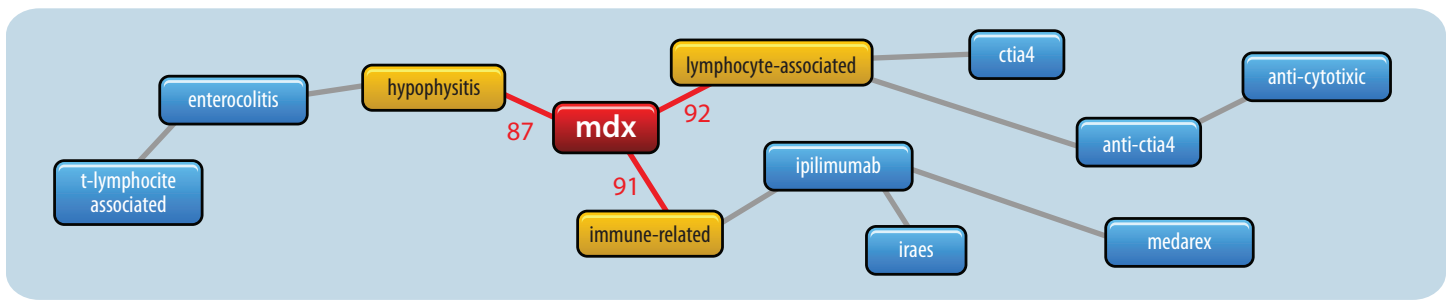 lymphocyte-associated
ctia4
anti-cytotixic
hypophysitis
enterocolitis
87
mdx
92
anti-ctia4
ipilimumab
t-lymphocite
associated
91
immune-related
iraes
medarex